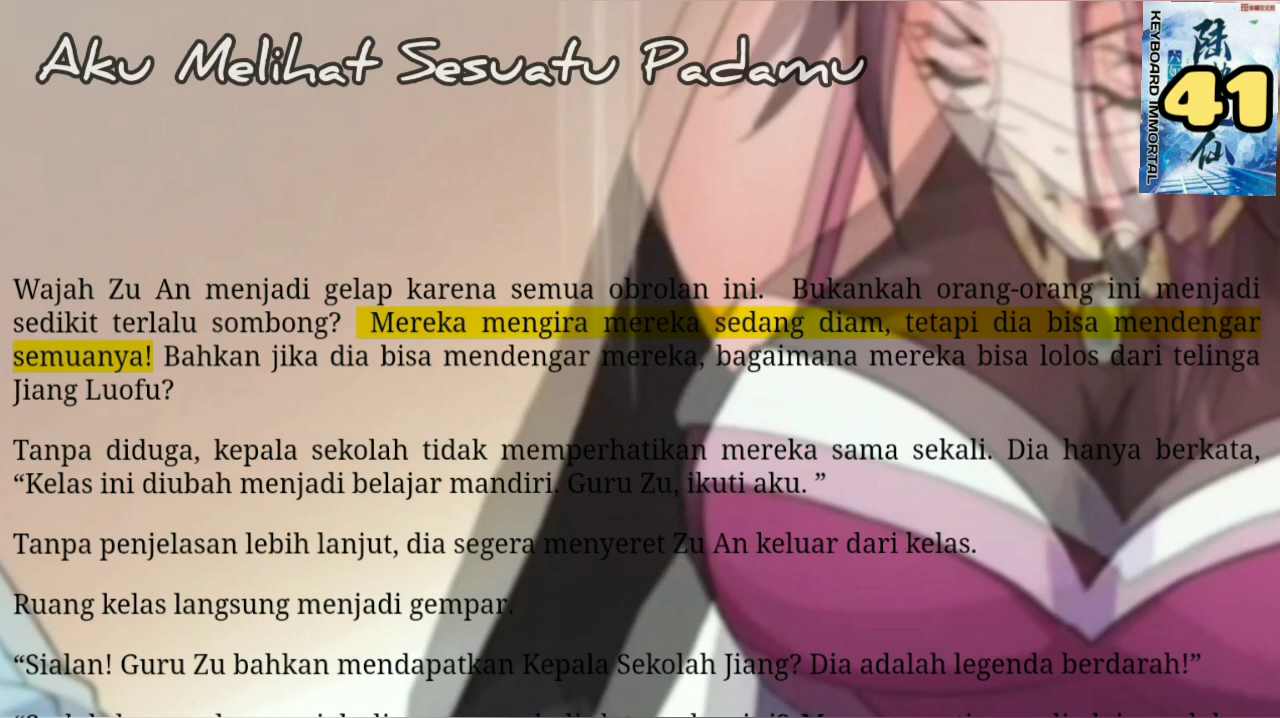 Aku Melihat Sesuatu Padamu
KEYBOARD IMMORTAL
陆
仙
41
Wajah Zu An menjadi gelap karena semua obrolan ini. Bukankah orang-orang ini menjadi
sedikit terlalu sombong? Mereka mengira mereka sedang diam, tetapi dia bisa mendengar
semuanya! Bahkan jika dia bisa mendengar mereka, bagaimana mereka bisa lolos dari telinga
Jiang Luofu?
Tanpa diduga, kepala sekolah tidak memperhatikan mereka sama sekali. Dia hanya berkata,
“Kelas ini diubah menjadi belajar mandiri. Guru Zu, ikuti aku. ”
Tanpa penjelasan lebih lanjut, dia segera menyeret Zu An keluar dari kelas.
Ruang kelas langsung menjadi gempar.
“Sialan! Guru Zu bahkan mendapatkan Kepala Sekolah Jiang? Dia adalah legenda berdarah!”